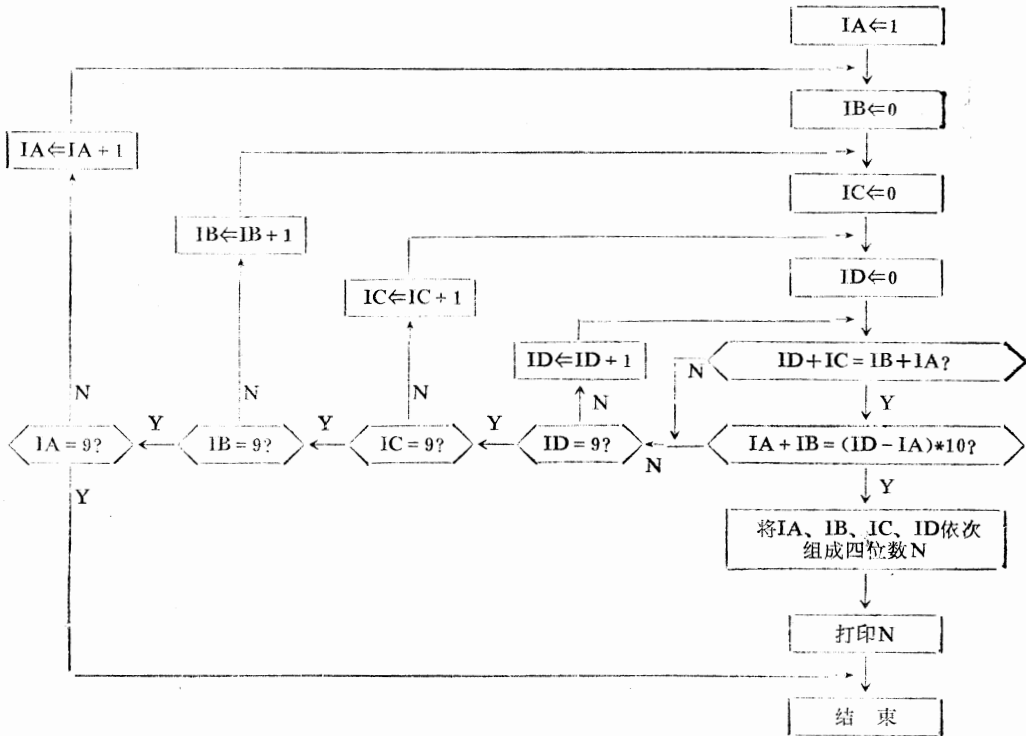 IA⇐1
IB⇐0
IA⇐IA+1
IC⇐0
IB⇐IB+1
ID⇐0
IC⇐IC+1
ID⇐ID+1
ID+IC=IB+IA?
N
N
N
N
N
Y
IA=9?
Y
IB=9?
Y
IC=9?
Y
ID=9?
N
IA+IB=(ID-IA)*10?
Y
Y
将IA、IB、IC、ID依次
组成四位数N
打印N
结 束